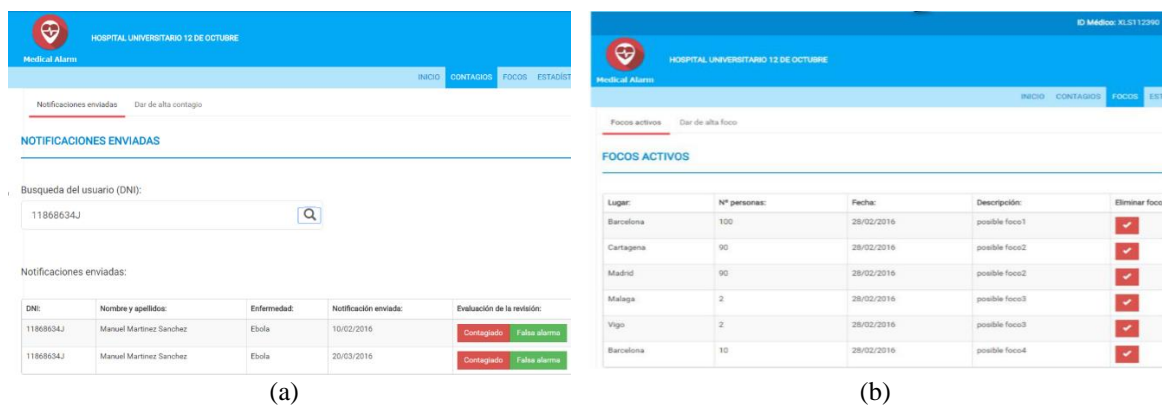 HOSPITAL UNIVERSITARIO 12 DE OCTUBRE
Medical Alarm
INICIO CONTAGIOS FOCOS ESTADÍST
Notificaciones enviadas Dar de alta contagio
NOTIFICACIONES ENVIADAS
Busqueda del usuario (DNI):
11868634J
Notificaciones enviadas:
DNI: Nombre y apellidos: Enfermedad: Notificación enviada: Evaluación de la revisión:
11868634J Manuel Martinez Sanchez Ebola 10/02/2016 Contagiado Falsa alarma
11868634J Manuel Martinez Sanchez Ebola 20/03/2016 Contagiado Falsa alarma
(a)
ID Médico: XLS112390
HOSPITAL UNIVERSITARIO 12 DE OCTUBRE
Medical Alarm
INICIO CONTAGIOS FOCOS EST
Focos activos Dar de alta foco
FOCOS ACTIVOS
Lugar: Nº personas: Fecha: Descripción: Eliminar foco
Barcelona 100 28/02/2016 posible foco1
Cartagena 90 28/02/2016 posible foco2
Madrid 90 28/02/2016 posible foco2
Malaga 2 28/02/2016 posible foco3
Vigo 2 28/02/2016 posible foco3
Barcelona 10 28/02/2016 posible foco4
(b)